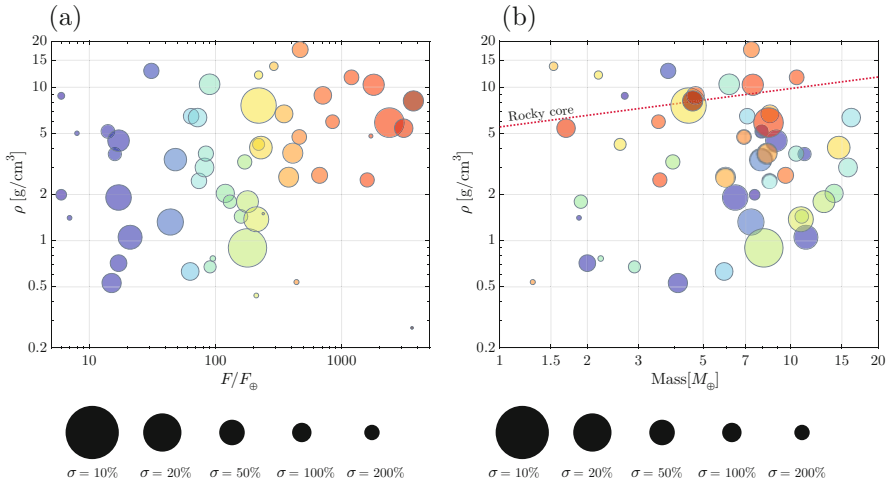 (a)
(b)
20
10
5
2
1
0.5
0.2
ρ [g/cm³]
10
100
1000
F/F⊕
20
10
5
2
1
0.5
0.2
ρ [g/cm³]
Rocky core
1
1.5
2
3
5
7
10
15
20
Mass[M⊕]
σ = 10%
σ = 20%
σ = 50%
σ = 100%
σ = 200%
σ = 10%
σ = 20%
σ = 50%
σ = 100%
σ = 200%